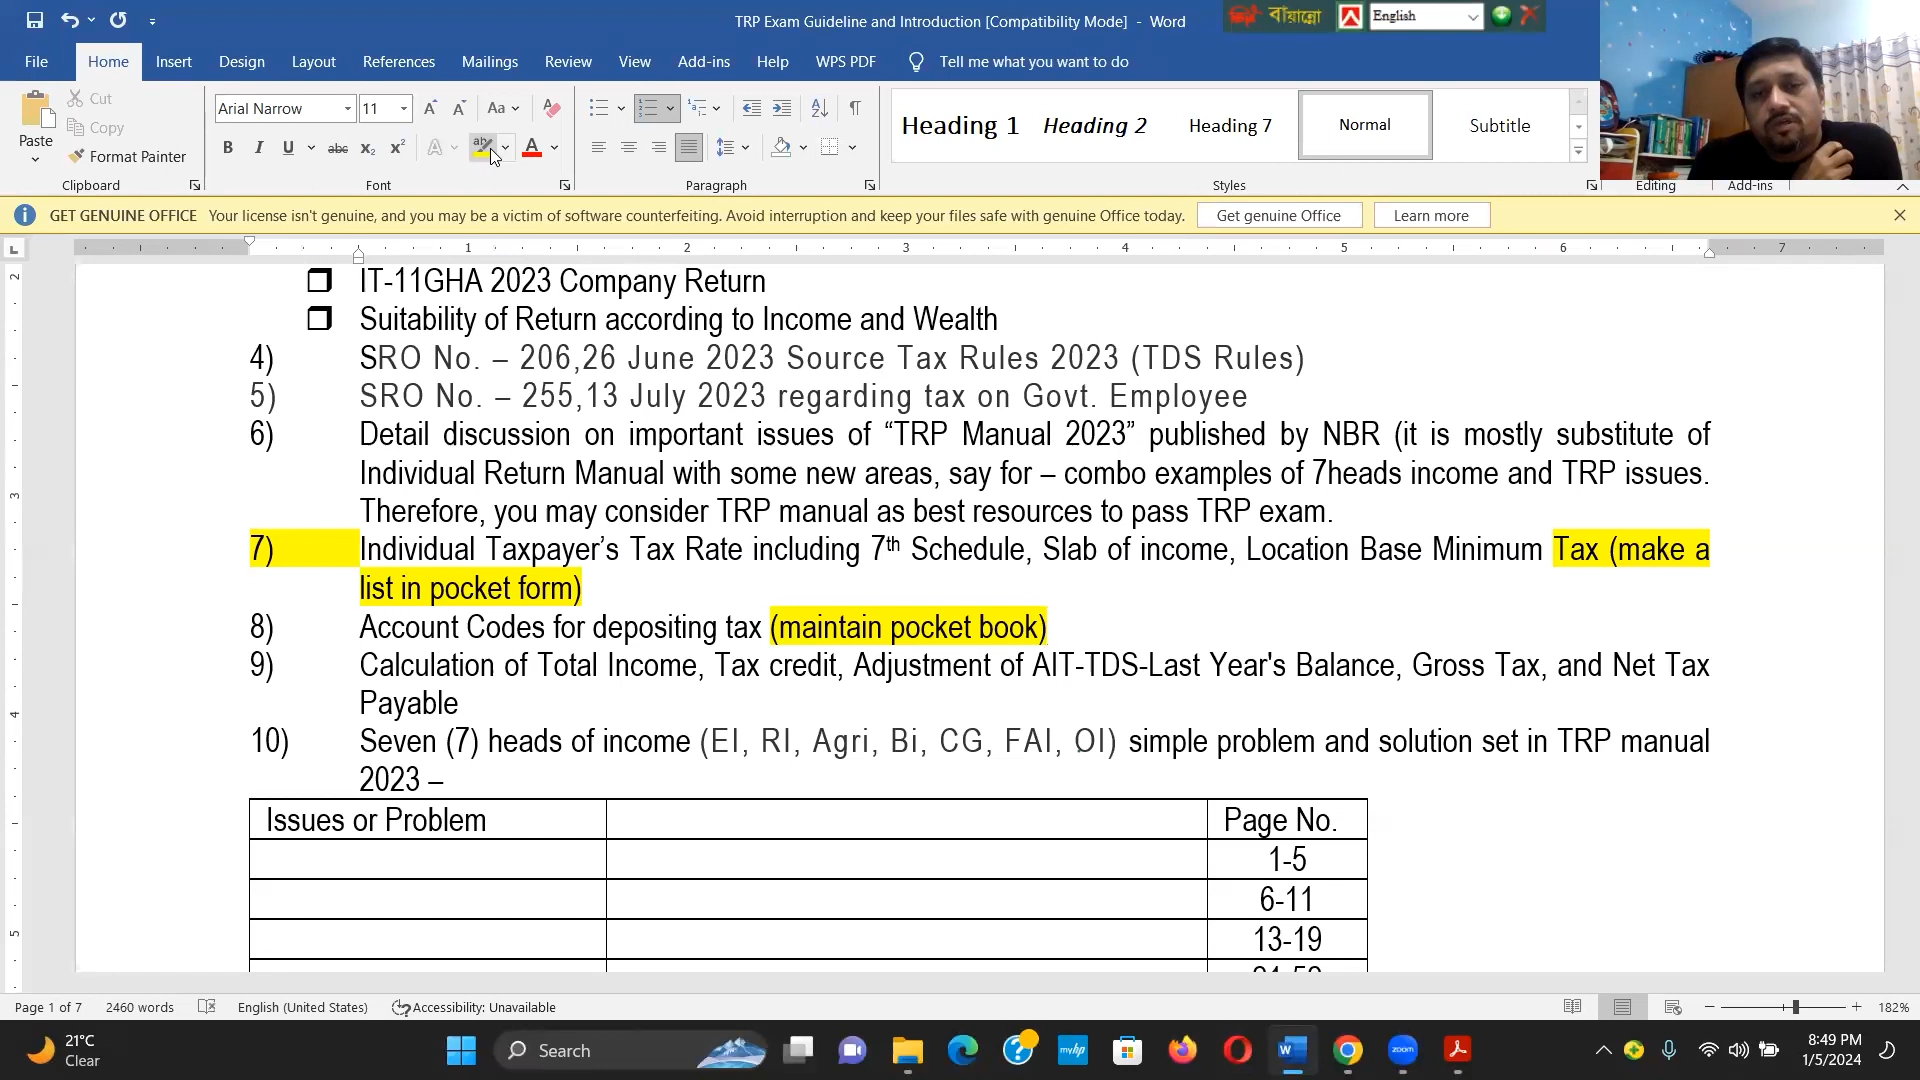 TRP Exam Guideline and Introduction [Compatibility Mode] - Word
বায়ান্নো English
File Home Insert Design Layout References Mailings Review View Add-ins Help WPS PDF Tell me what you want to do
Paste Cut Copy Format Painter Clipboard
Arial Narrow 11 Aa
B I U abc x₂ x² A ab A Font
Paragraph
Heading 1 Heading 2 Heading 7 Normal Subtitle
Styles Editing Add-ins
GET GENUINE OFFICE Your license isn't genuine, and you may be a victim of software counterfeiting. Avoid interruption and keep your files safe with genuine Office today. Get genuine Office Learn more
1 2 3 4 5 6 7
IT-11GHA 2023 Company Return
Suitability of Return according to Income and Wealth
4) SRO No. – 206,26 June 2023 Source Tax Rules 2023 (TDS Rules)
5) SRO No. – 255,13 July 2023 regarding tax on Govt. Employee
6) Detail discussion on important issues of “TRP Manual 2023” published by NBR (it is mostly substitute of
Individual Return Manual with some new areas, say for – combo examples of 7heads income and TRP issues.
Therefore, you may consider TRP manual as best resources to pass TRP exam.
7) Individual Taxpayer’s Tax Rate including 7th Schedule, Slab of income, Location Base Minimum Tax (make a
list in pocket form)
8) Account Codes for depositing tax (maintain pocket book)
9) Calculation of Total Income, Tax credit, Adjustment of AIT-TDS-Last Year's Balance, Gross Tax, and Net Tax
Payable
10) Seven (7) heads of income (EI, RI, Agri, Bi, CG, FAI, OI) simple problem and solution set in TRP manual
2023 –
Issues or Problem Page No.
1-5
6-11
13-19
Page 1 of 7 2460 words English (United States) Accessibility: Unavailable 182%
21°C
Clear
Search
myhp
zoom
8:49 PM
1/5/2024